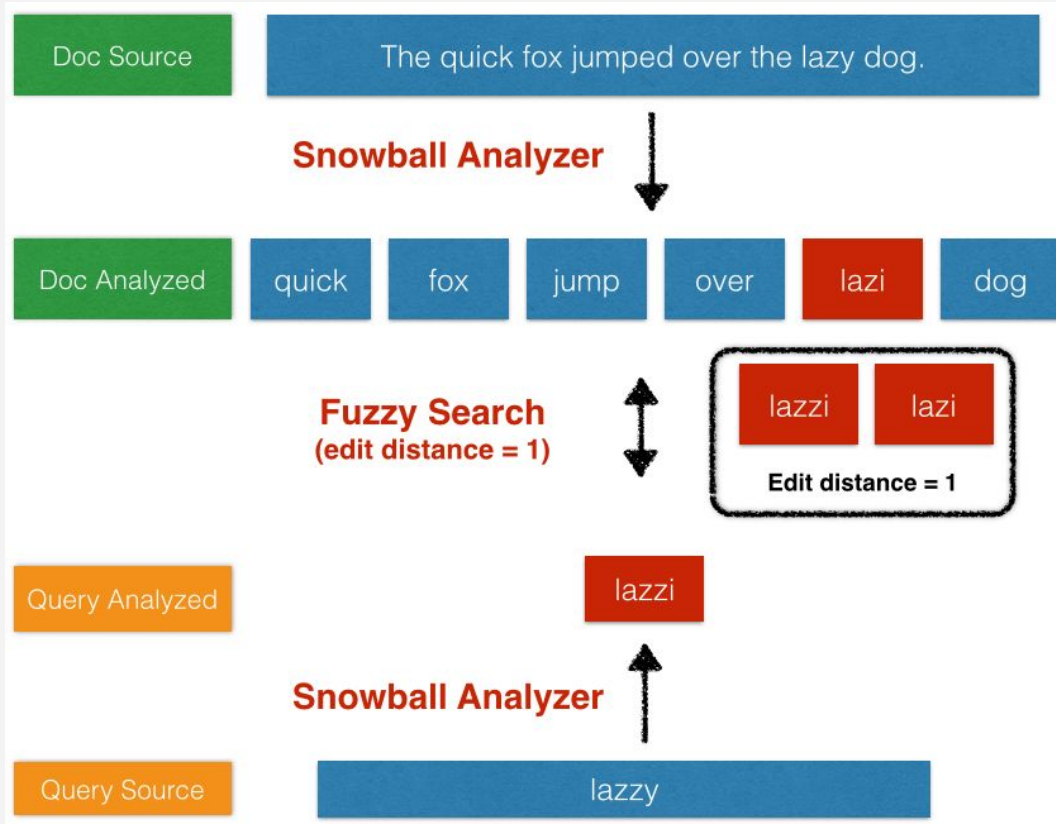 Doc Source
The quick fox jumped over the lazy dog.
Snowball Analyzer
Doc Analyzed
quick
fox
jump
over
lazi
dog
Fuzzy Search
(edit distance = 1)
lazzi
lazi
Edit distance = 1
Query Analyzed
lazzi
Snowball Analyzer
Query Source
lazzy